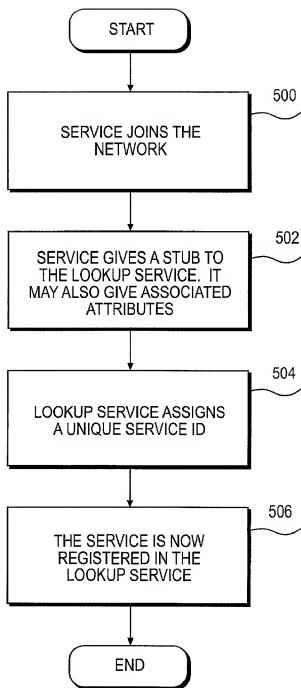 START
500
SERVICE JOINS THE
NETWORK
502
SERVICE GIVES A STUB TO
THE LOOKUP SERVICE. IT
MAY ALSO GIVE ASSOCIATED
ATTRIBUTES
504
LOOKUP SERVICE ASSIGNS
A UNIQUE SERVICE ID
506
THE SERVICE IS NOW
REGISTERED IN THE
LOOKUP SERVICE
END